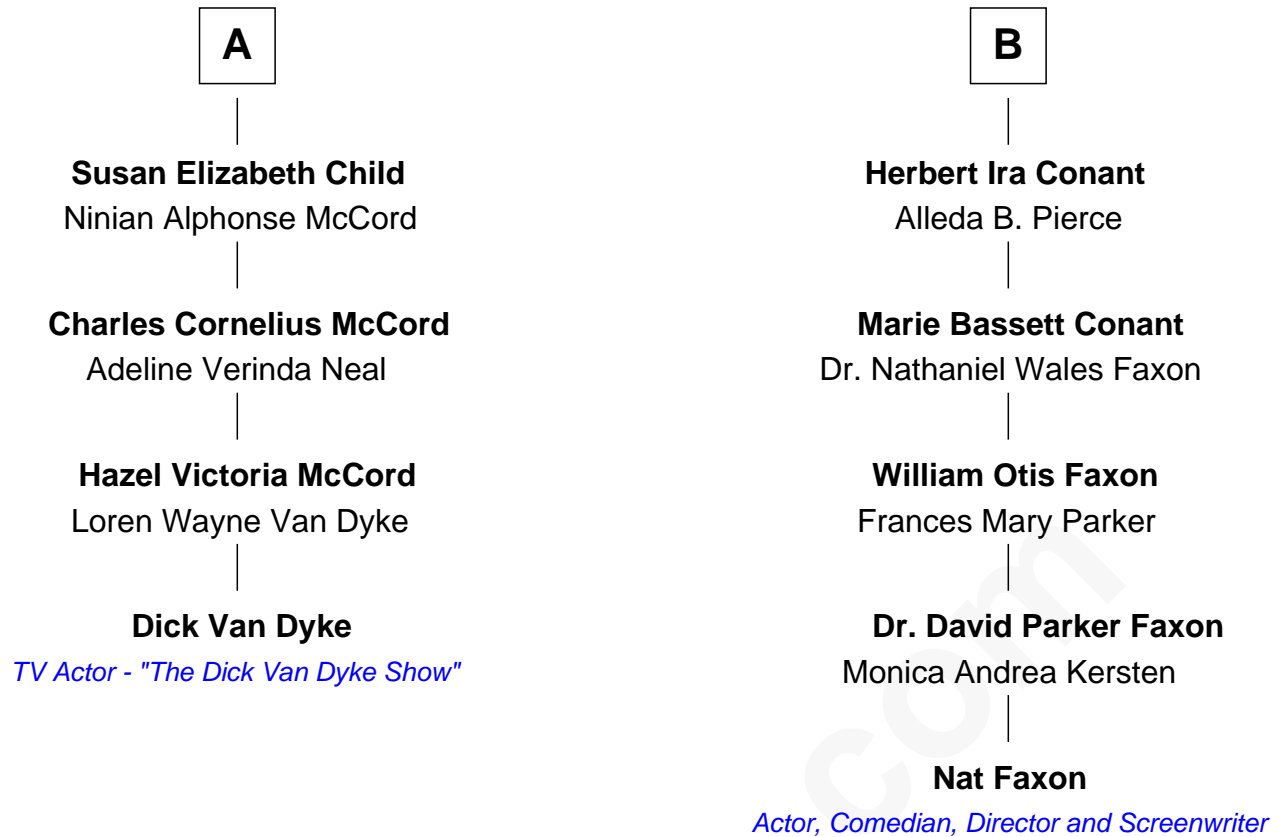 A
Susan Elizabeth Child
Ninian Alphonse McCord
Charles Cornelius McCord
Adeline Verinda Neal
Hazel Victoria McCord
Loren Wayne Van Dyke
Dick Van Dyke
TV Actor - "The Dick Van Dyke Show"
B
Herbert Ira Conant
Alleda B. Pierce
Marie Bassett Conant
Dr. Nathaniel Wales Faxon
William Otis Faxon
Frances Mary Parker
Dr. David Parker Faxon
Monica Andrea Kersten
Nat Faxon
Actor, Comedian, Director and Screenwriter
com